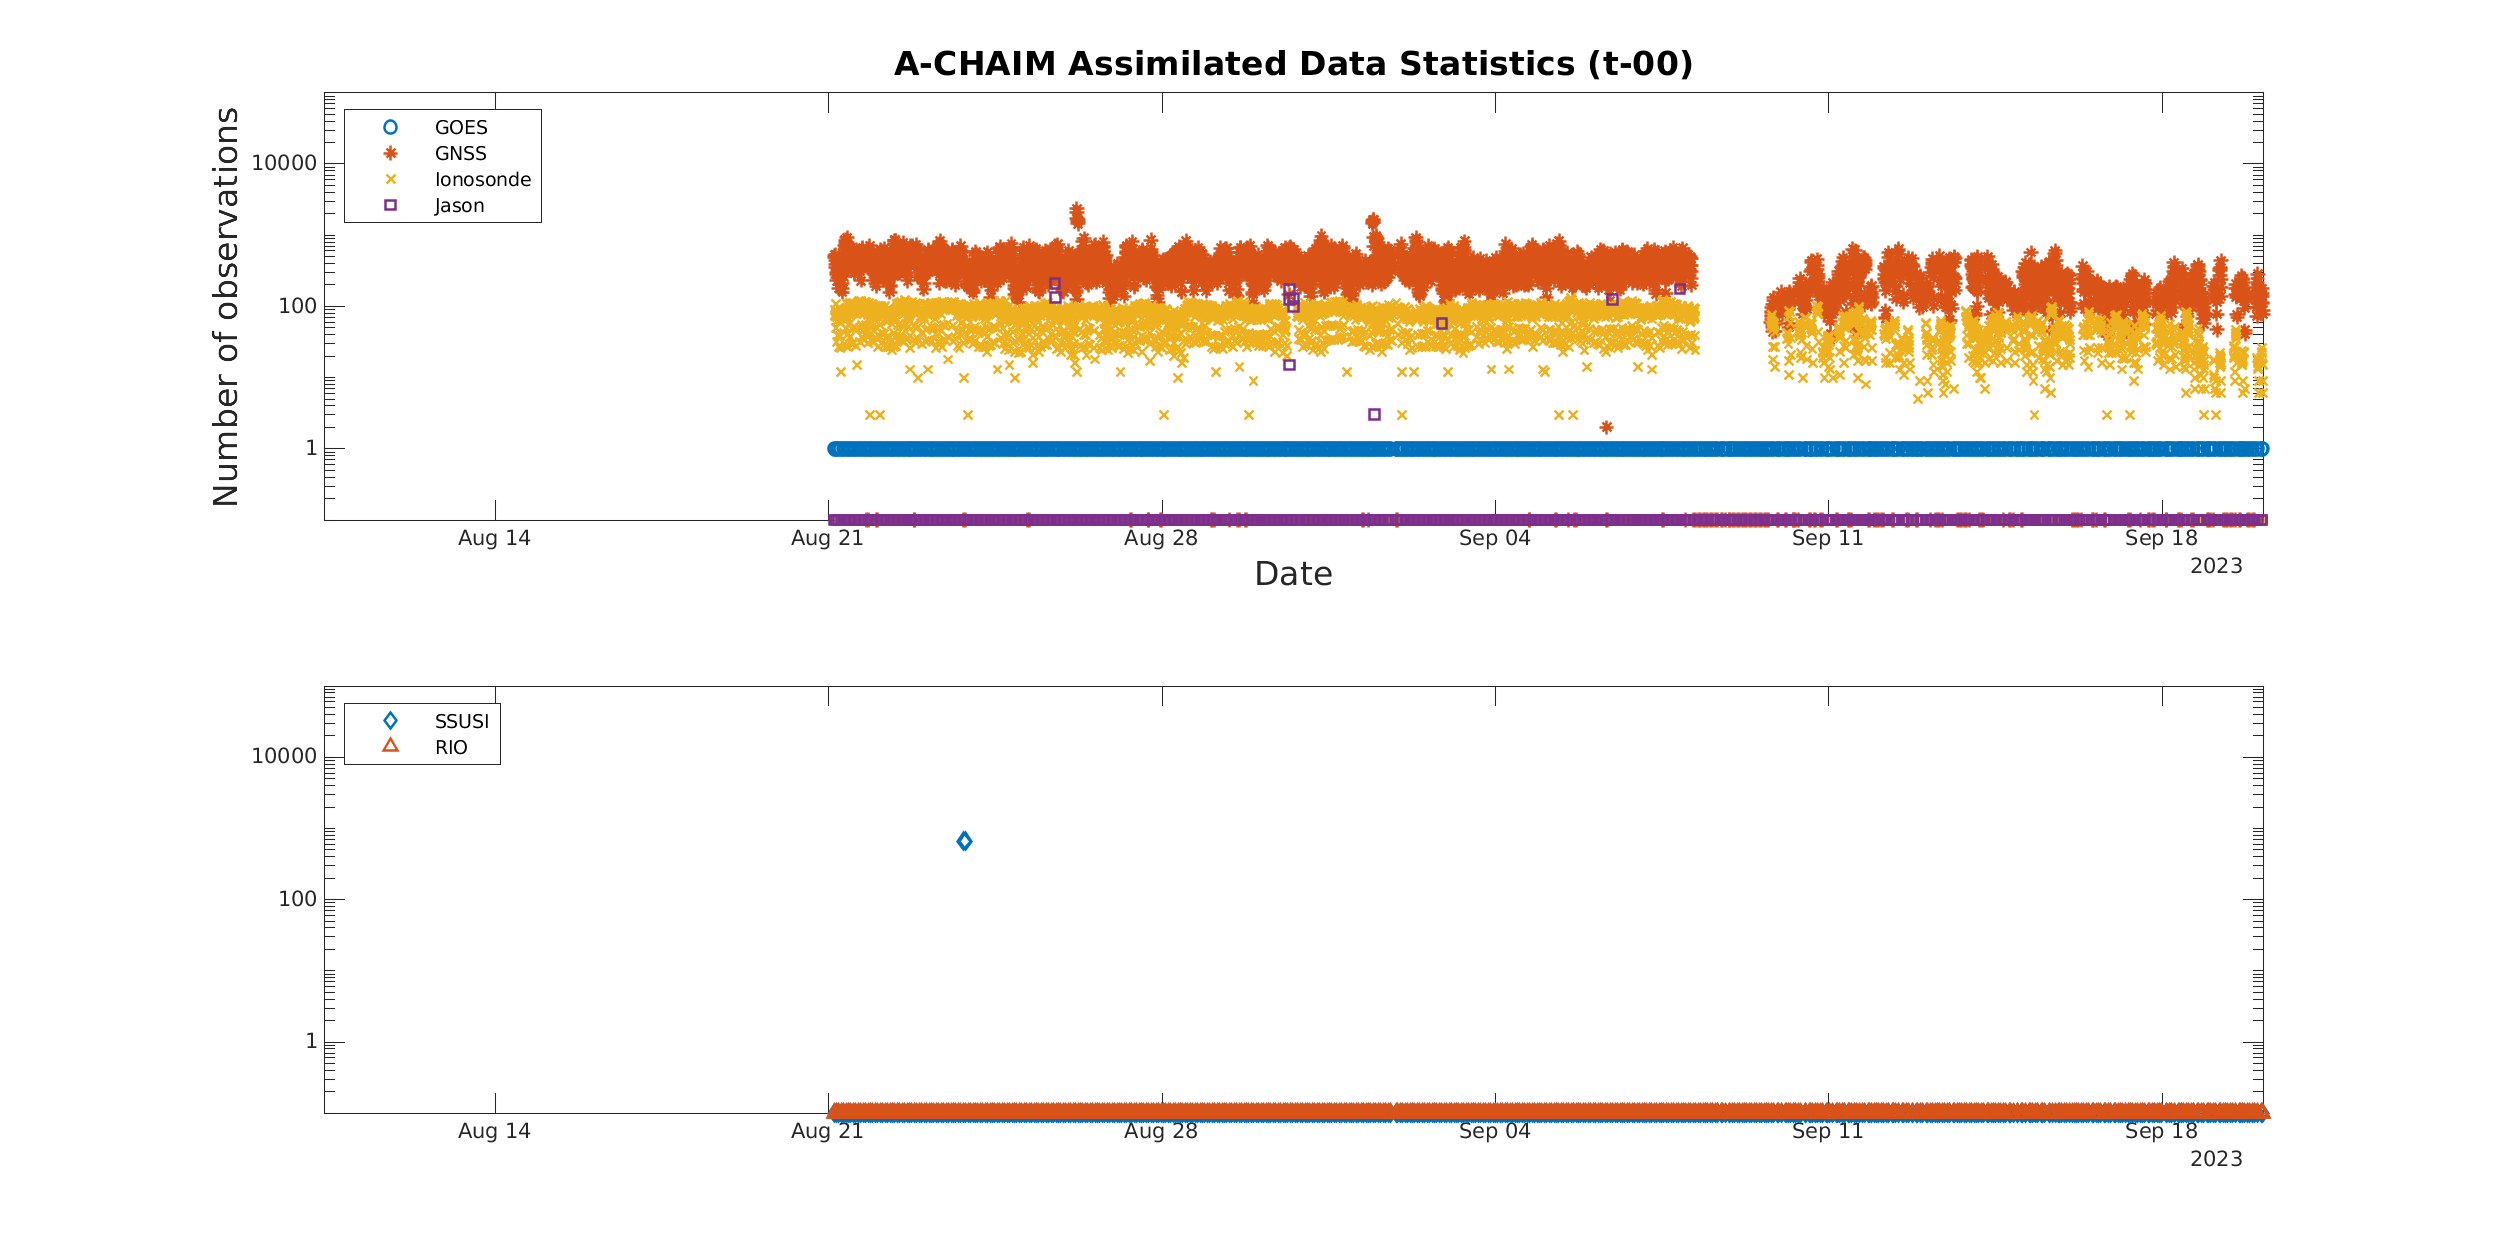 A-CHAIM Assimilated Data Statistics (t-00)
Number of observations
GOES
GNSS
Ionosonde
Jason
10000
100
1
Aug 14 Aug 21 Aug 28 Sep 04 Sep 11 Sep 18
2023
Date
SSUSI
RIO
10000
100
1
Aug 14 Aug 21 Aug 28 Sep 04 Sep 11 Sep 18
2023